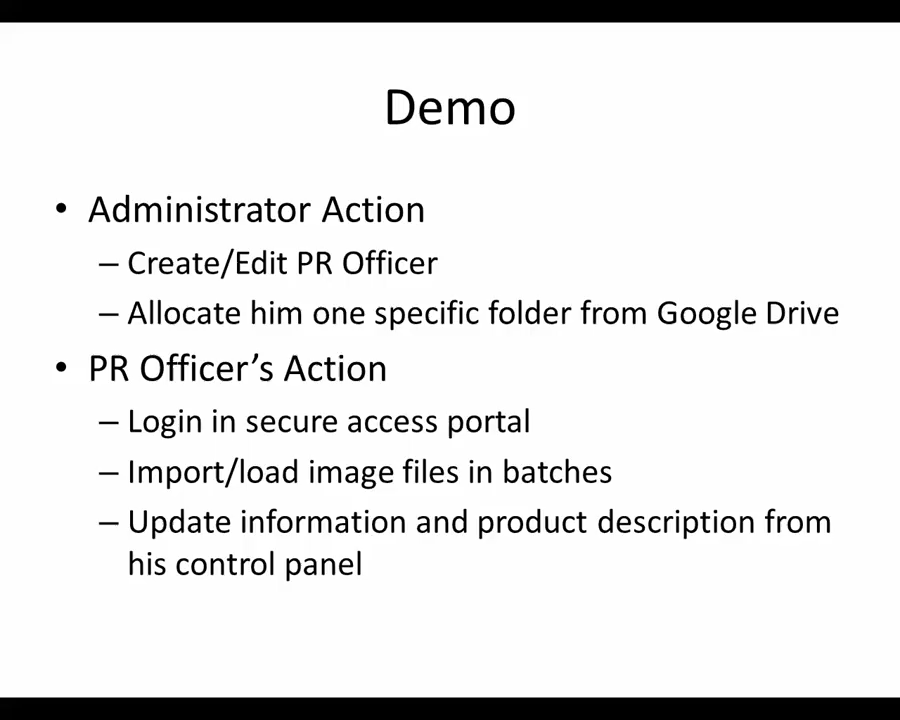 Demo
• Administrator Action
– Create/Edit PR Officer
– Allocate him one specific folder from Google Drive
• PR Officer’s Action
– Login in secure access portal
– Import/load image files in batches
– Update information and product description from
his control panel